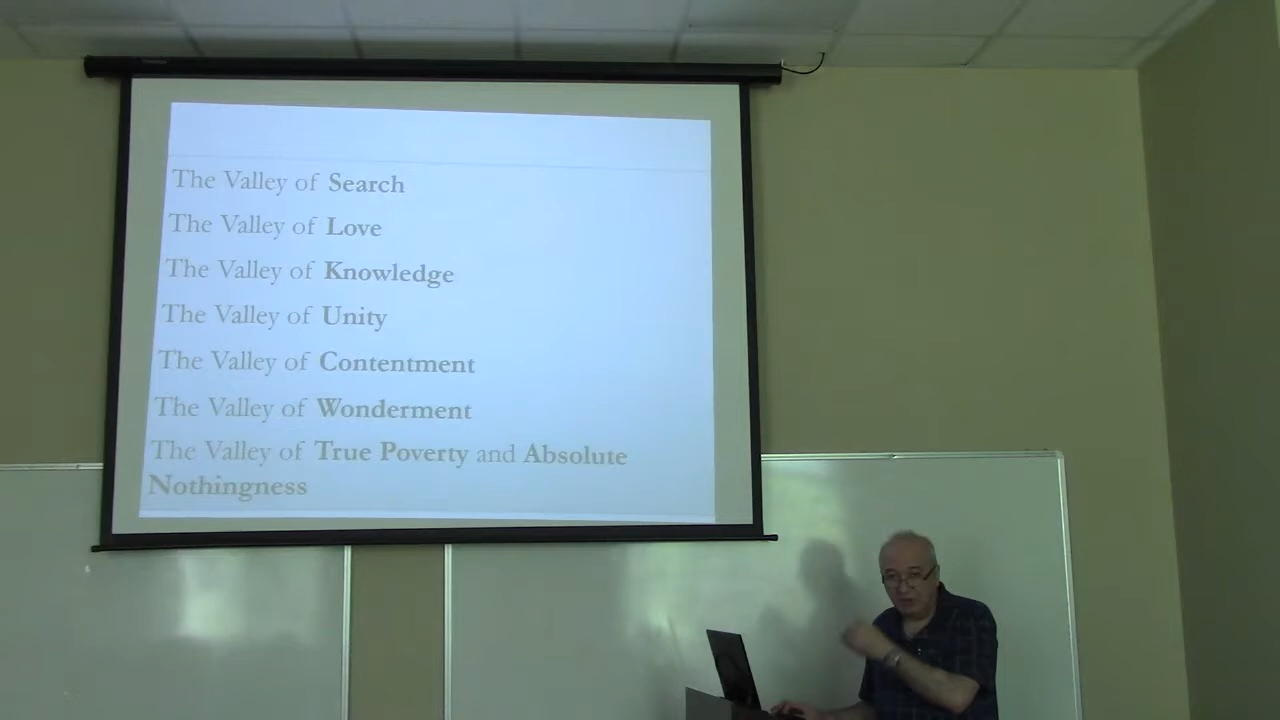 The Valley of Search
The Valley of Love
The Valley of Knowledge
The Valley of Unity
The Valley of Contentment
The Valley of Wonderment
The Valley of True Poverty and Absolute
Nothingness